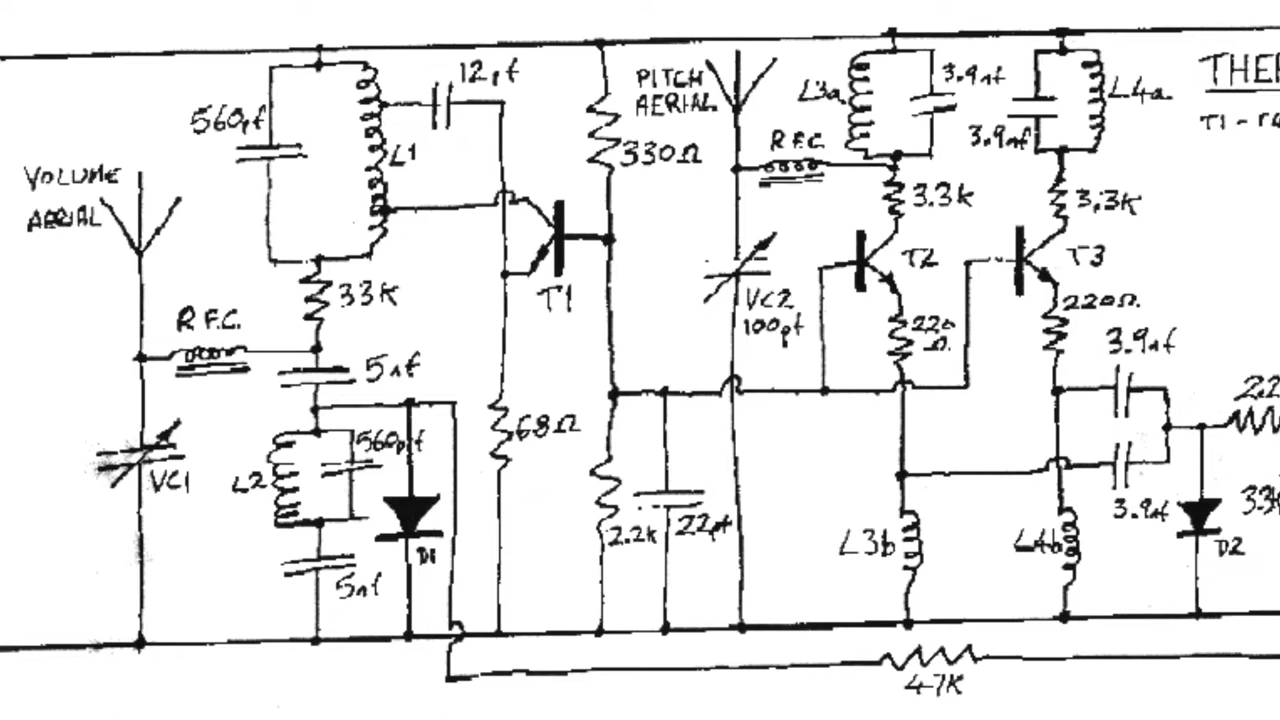 12pf
560pf
L1
VOLUME
AERIAL
33K
R.F.C.
5nf
VC1
L2
560pf
D1
5nf
T1
330Ω
68Ω
2.2k
22pf
PITCH
AERIAL
R.F.C.
VC2
100pf
L3a
3.9nf
3.3k
T2
220
Ω
L3b
3.9nf
L4a
3.3K
T3
220Ω
3.9nf
3.9nf
L4b
D2
47K
THE
T1 -